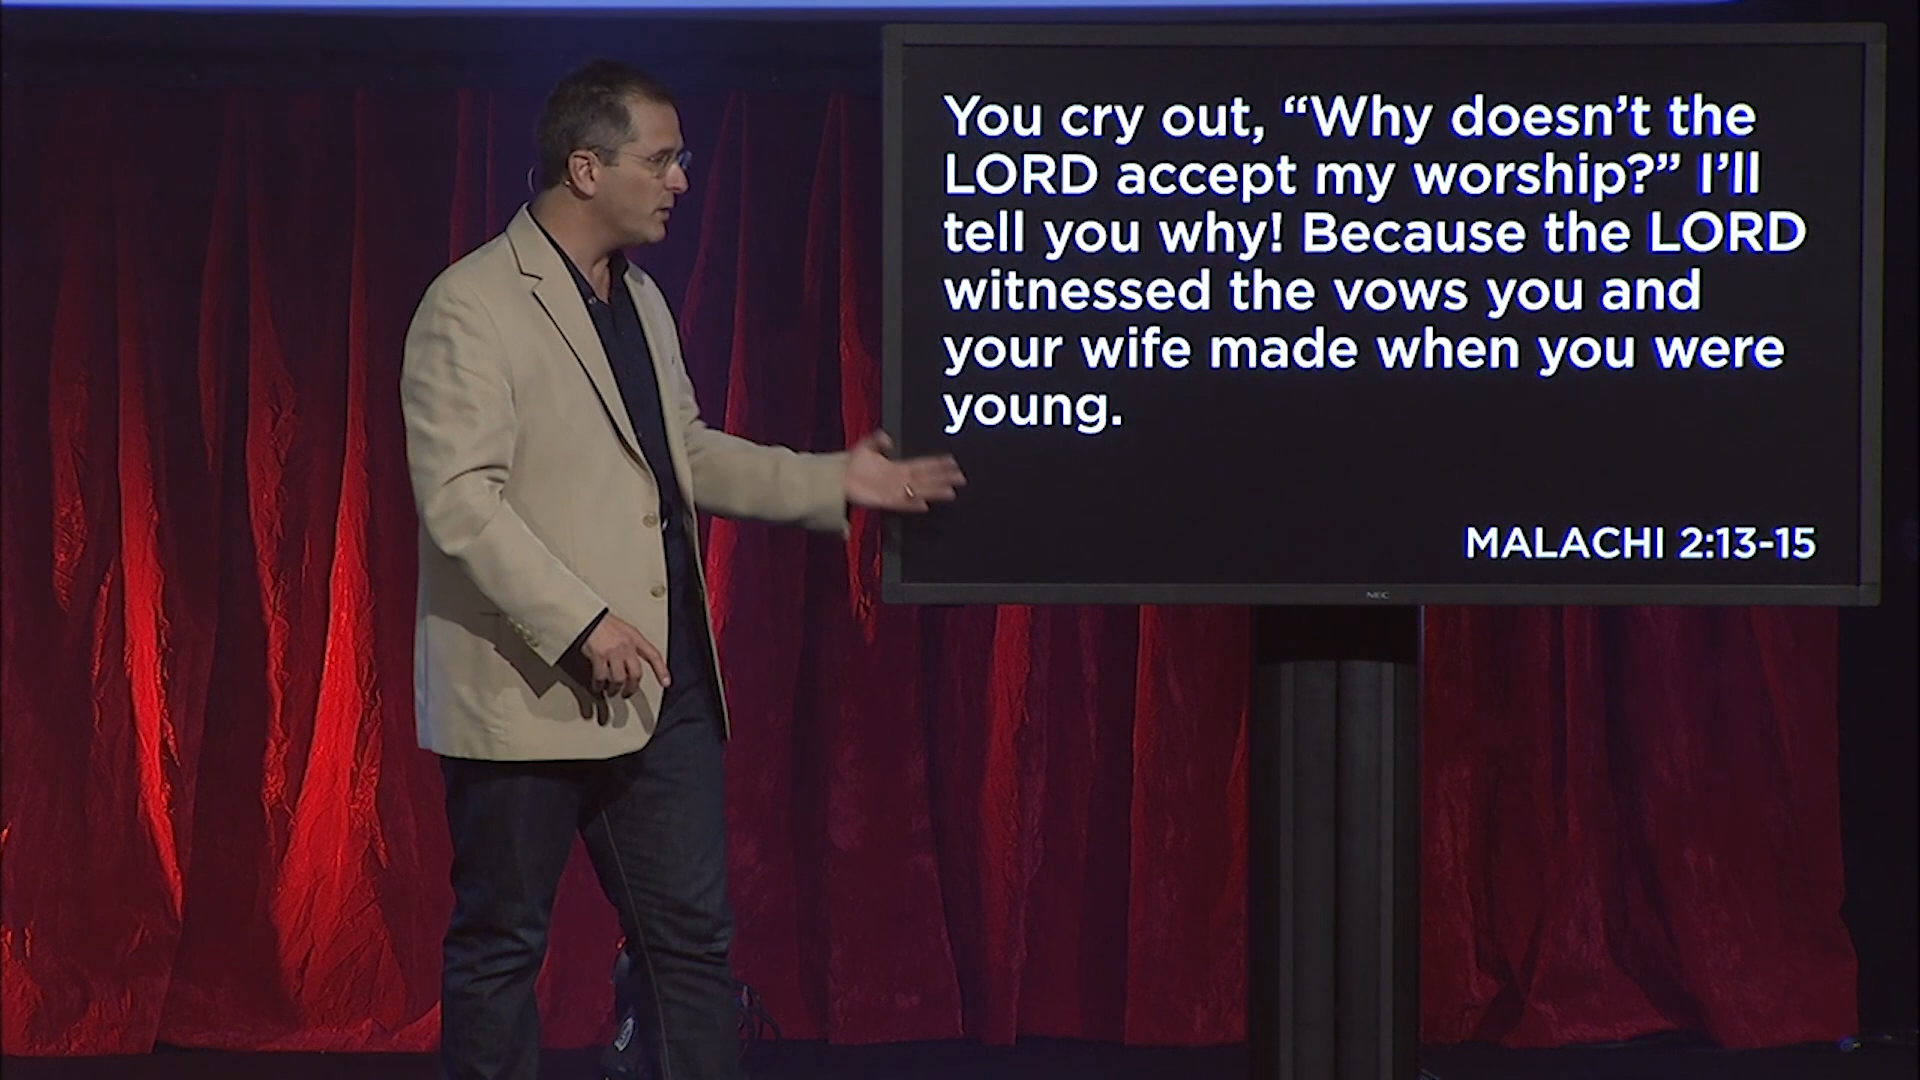 You cry out, “Why doesn’t the
LORD accept my worship?” I’ll
tell you why! Because the LORD
witnessed the vows you and
your wife made when you were
young.
MALACHI 2:13-15
NEC